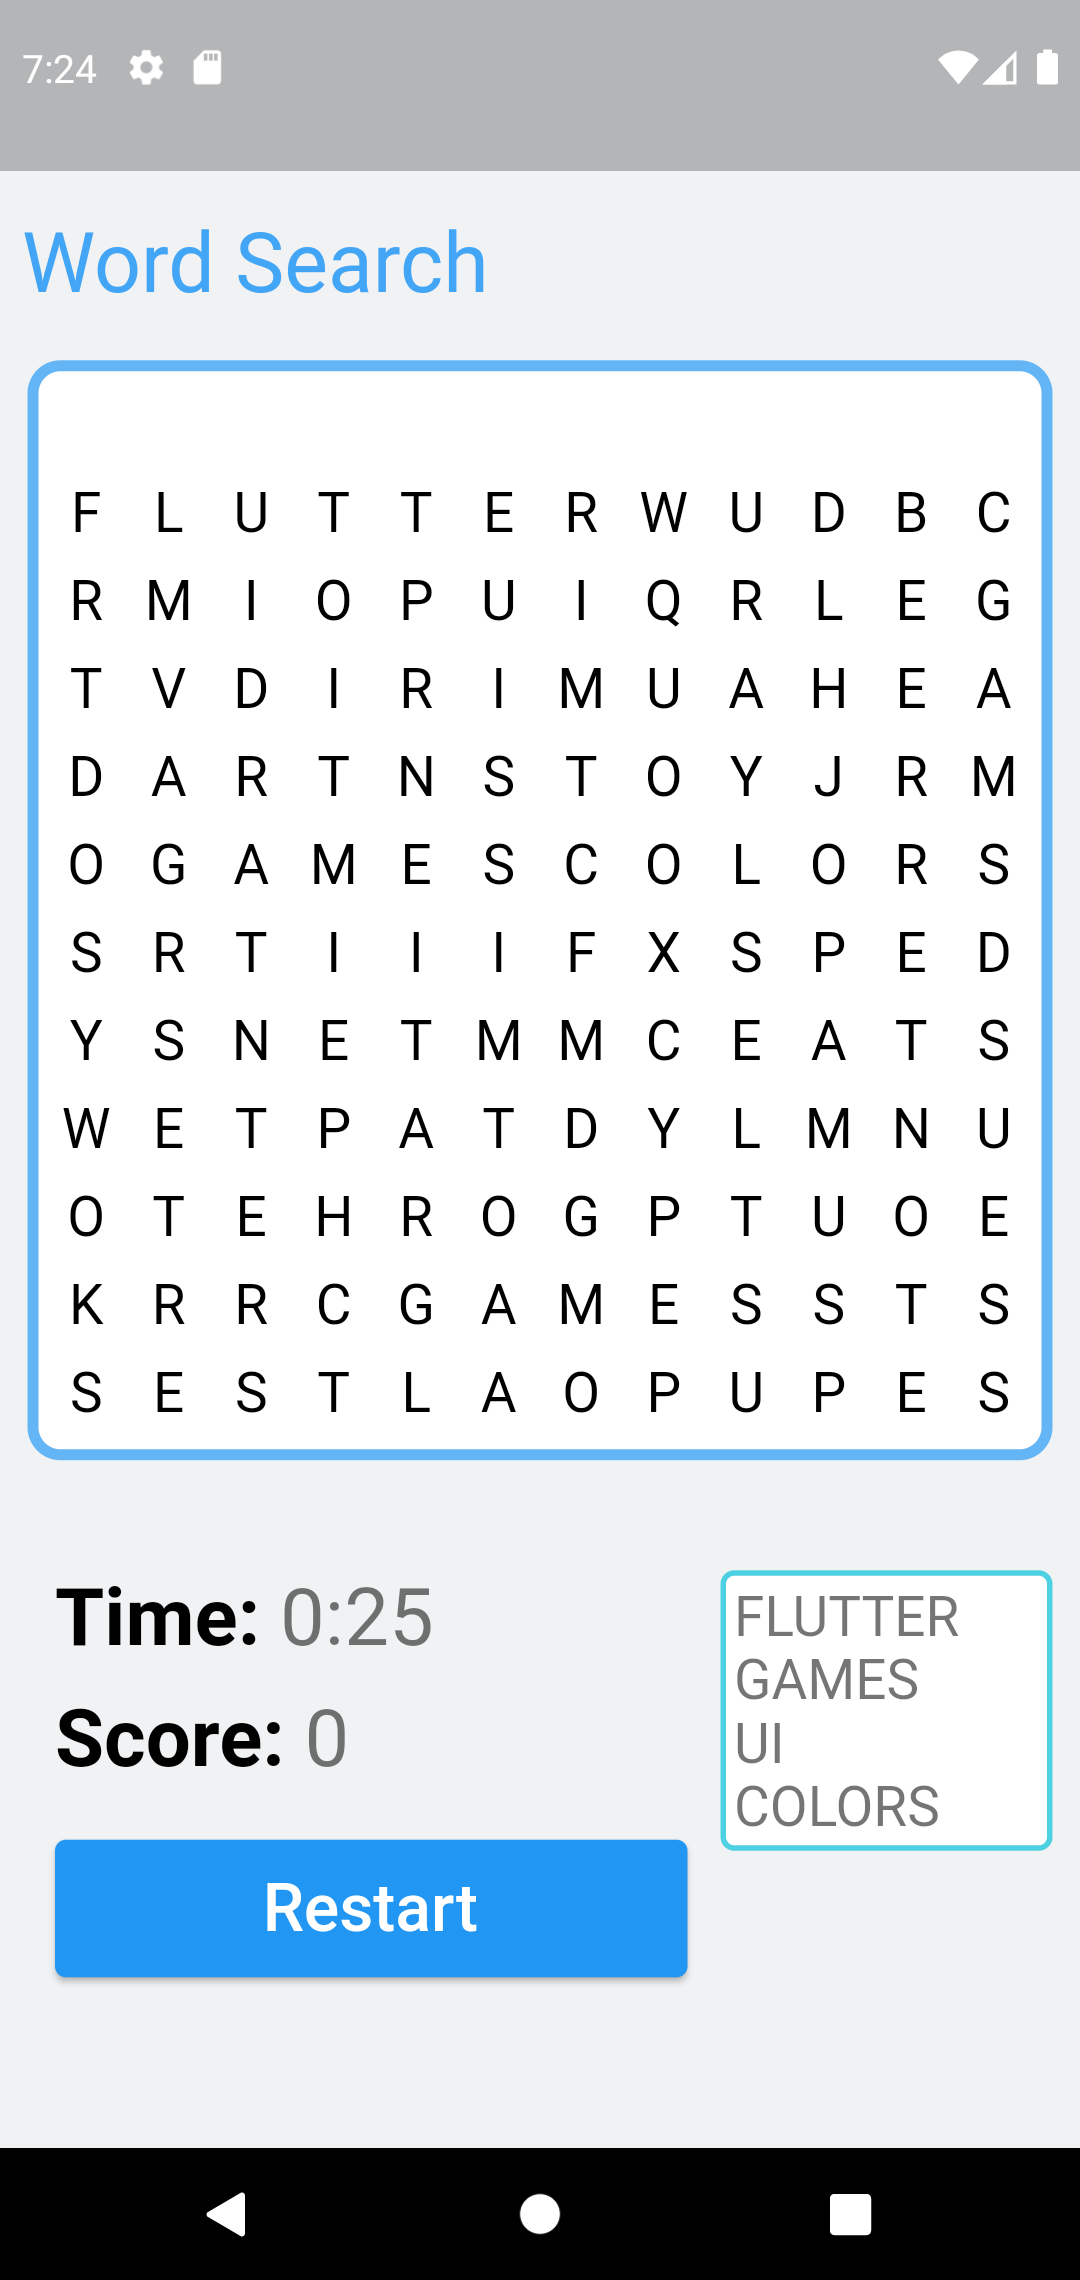 7:24
Word Search
F L U T T E R W U D B C
R M I O P U I Q R L E G
T V D I R I M U A H E A
D A R T N S T O Y J R M
O G A M E S C O L O R S
S R T I I I F X S P E D
Y S N E T M M C E A T S
W E T P A T D Y L M N U
O T E H R O G P T U O E
K R R C G A M E S S T S
S E S T L A O P U P E S
Time: 0:25
Score: 0
Restart
FLUTTER
GAMES
UI
COLORS